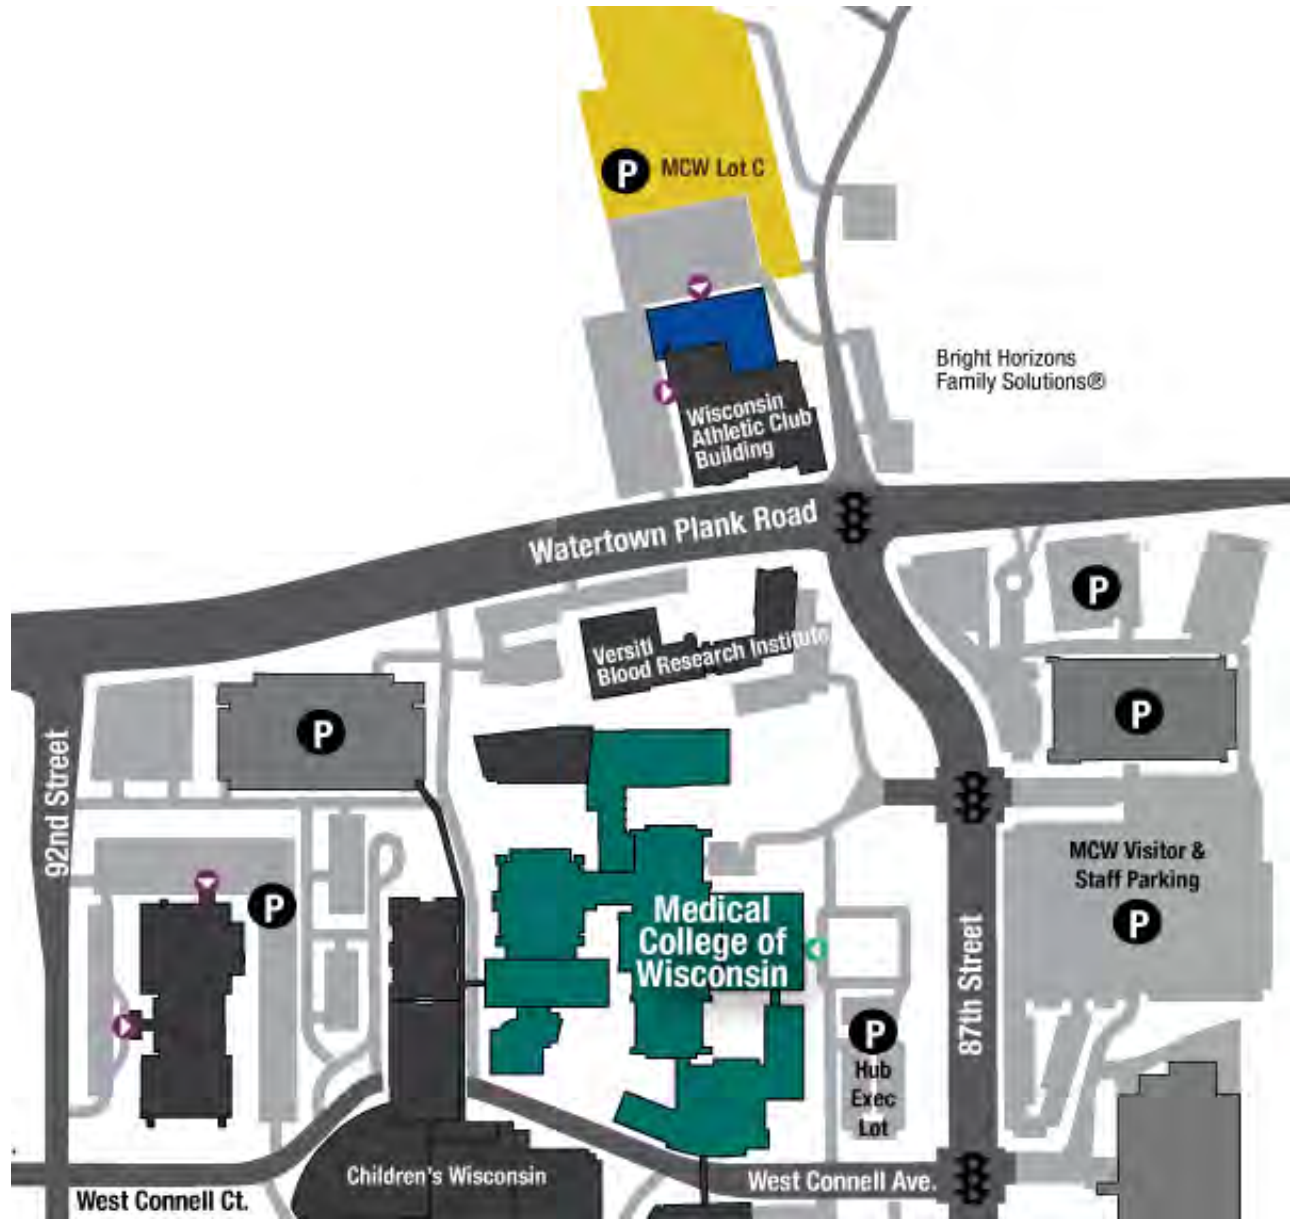 P MCW Lot C
Bright Horizons
Family Solutions®
Wisconsin
Athletic Club
Building
Watertown Plank Road
P
Versiti
Blood Research Institute
P
P
92nd Street
MCW Visitor &
Staff Parking
P
P
Medical
College of
Wisconsin
87th Street
P
Hub
Exec
Lot
Children's Wisconsin
West Connell Ave.
West Connell Ct.